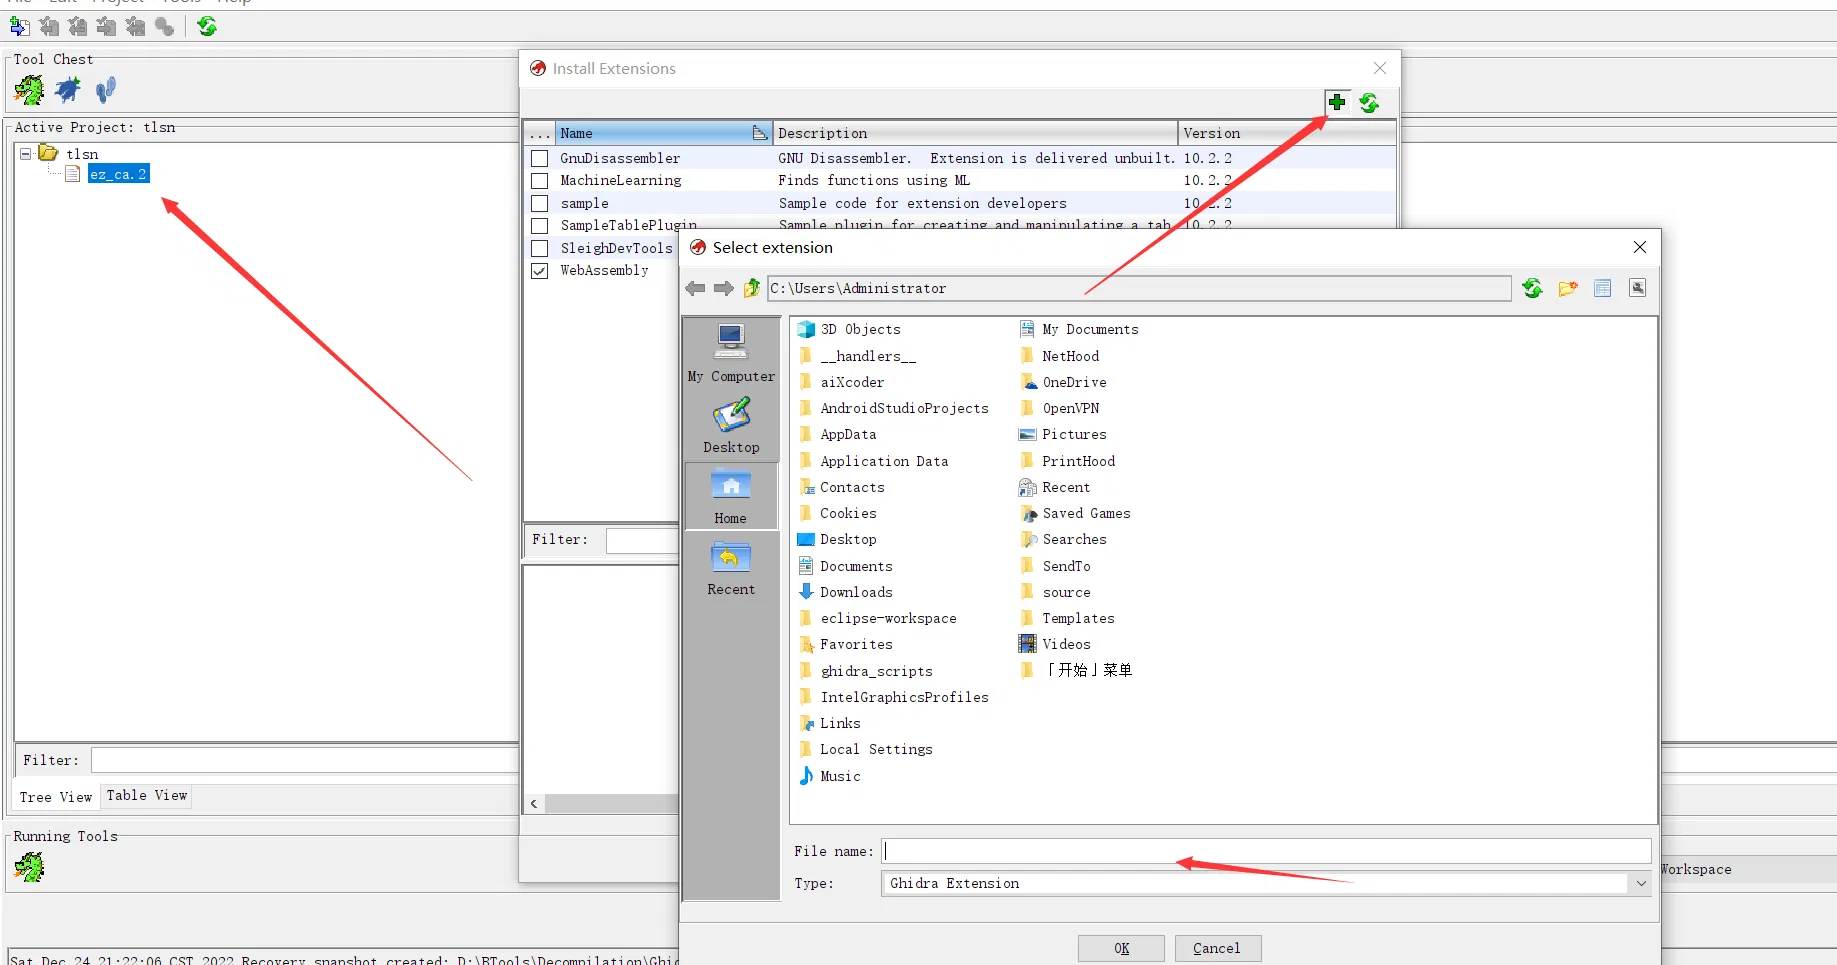 File Edit Project Tools Help
Tool Chest
Active Project: tlsn
tlsn
ez_ca.2
Filter:
Tree View Table View
Running Tools
Workspace
Sat Dec 24 21:22:06 CST 2022 Recovery snapshot created: D:\BTools\Decompilation\Ghid
Install Extensions
... Name Description Version
GnuDisassembler GNU Disassembler. Extension is delivered unbuilt. 10.2.2
MachineLearning Finds functions using ML 10.2.2
sample Sample code for extension developers 10.2.2
SampleTablePlugin Sample plugin for creating and manipulating a tab 10.2.2
SleighDevTools
WebAssembly
Filter:
Select extension
C:\Users\Administrator
My Computer
Desktop
Home
Recent
3D Objects
__handlers__
aiXcoder
AndroidStudioProjects
AppData
Application Data
Contacts
Cookies
Desktop
Documents
Downloads
eclipse-workspace
Favorites
ghidra_scripts
IntelGraphicsProfiles
Links
Local Settings
Music
My Documents
NetHood
OneDrive
OpenVPN
Pictures
PrintHood
Recent
Saved Games
Searches
SendTo
source
Templates
Videos
「开始」菜单
File name:
Type: Ghidra Extension
OK Cancel